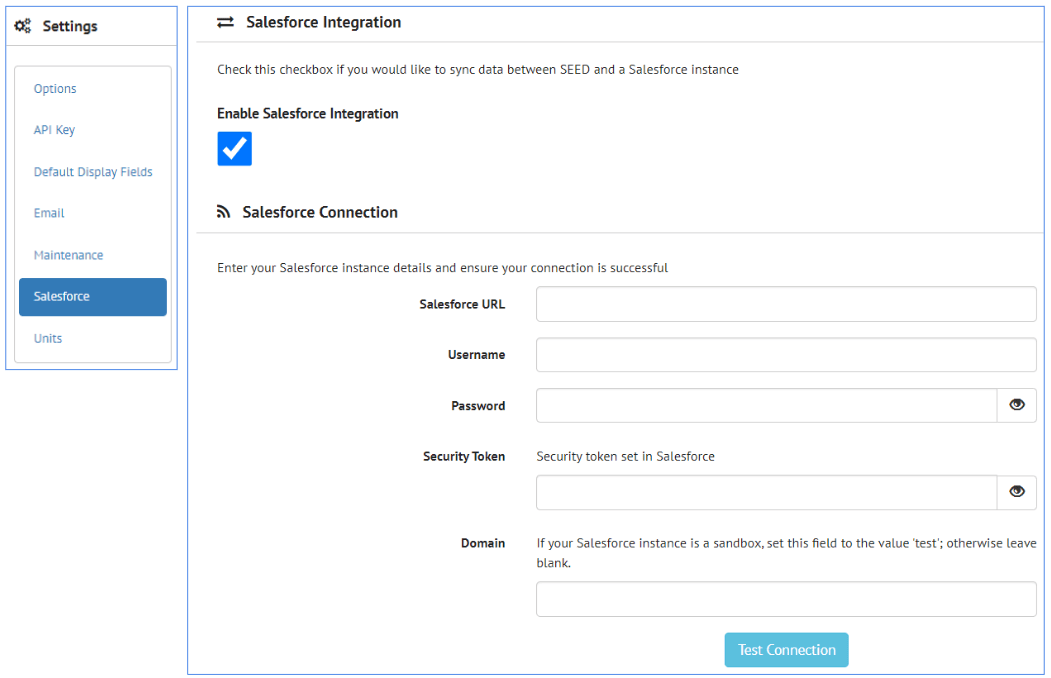 Settings
Options
API Key
Default Display Fields
Email
Maintenance
Salesforce
Units
Salesforce Integration
Check this checkbox if you would like to sync data between SEED and a Salesforce instance
Enable Salesforce Integration
Salesforce Connection
Enter your Salesforce instance details and ensure your connection is successful
Salesforce URL
Username
Password
Security Token
Security token set in Salesforce
Domain
If your Salesforce instance is a sandbox, set this field to the value 'test'; otherwise leave
blank.
Test Connection